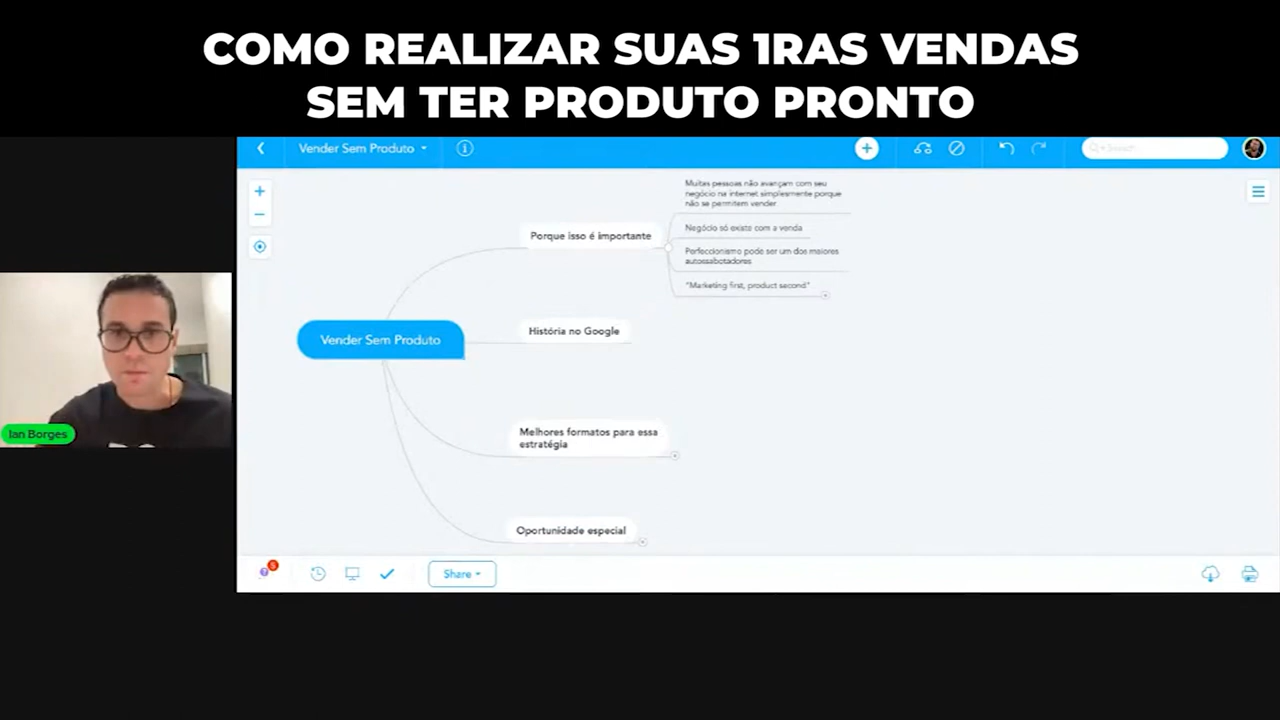 COMO REALIZAR SUAS 1RAS VENDAS
SEM TER PRODUTO PRONTO
Vender Sem Produto
Search
Muitas pessoas não avançam com seu
negócio na internet simplesmente porque
não se permitem vender
Porque isso é importante
Negócio só existe com a venda
Perfeccionismo pode ser um dos maiores
autossabotadores
"Marketing first, product second"
História no Google
Vender Sem Produto
Ian Borges
Melhores formatos para essa
estratégia
Oportunidade especial
5
Share